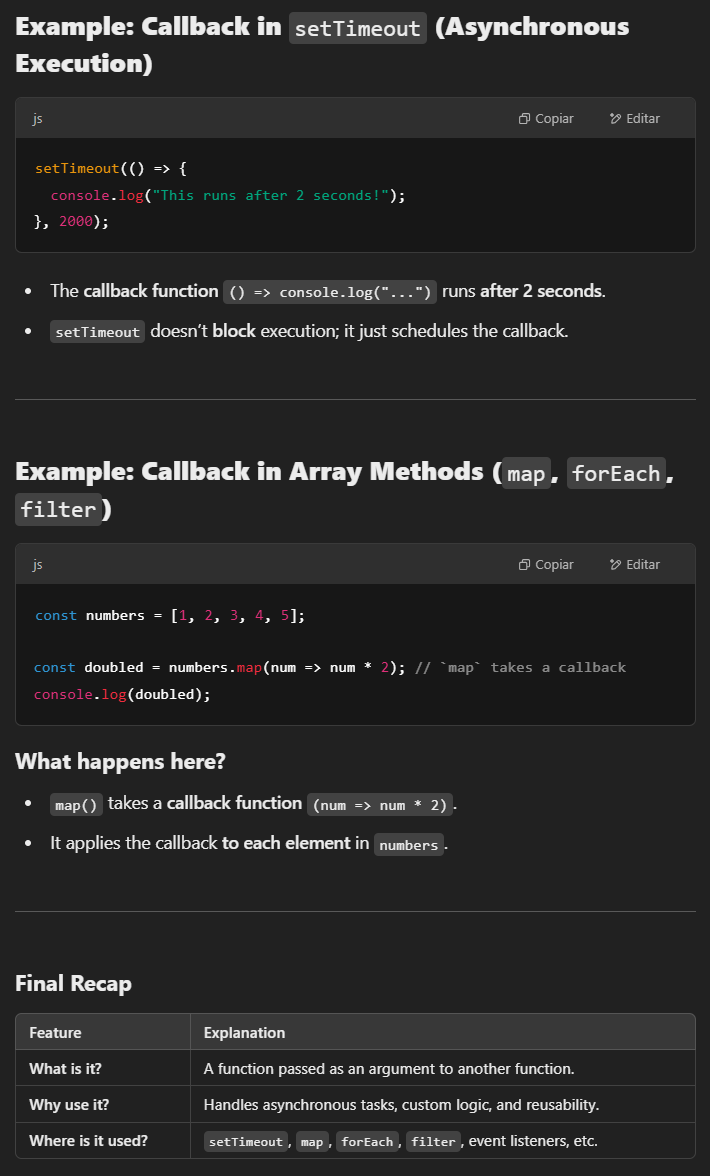 Example: Callback in setTimeout (Asynchronous
Execution)
js Copiar Editar
setTimeout(() => {
  console.log("This runs after 2 seconds!");
}, 2000);
• The callback function () => console.log("...") runs after 2 seconds.
• setTimeout doesn’t block execution; it just schedules the callback.
Example: Callback in Array Methods (map, forEach,
filter)
js Copiar Editar
const numbers = [1, 2, 3, 4, 5];
const doubled = numbers.map(num => num * 2); // `map` takes a callback
console.log(doubled);
What happens here?
• map() takes a callback function (num => num * 2).
• It applies the callback to each element in numbers.
Final Recap
Feature Explanation
What is it? A function passed as an argument to another function.
Why use it? Handles asynchronous tasks, custom logic, and reusability.
Where is it used? setTimeout, map, forEach, filter, event listeners, etc.